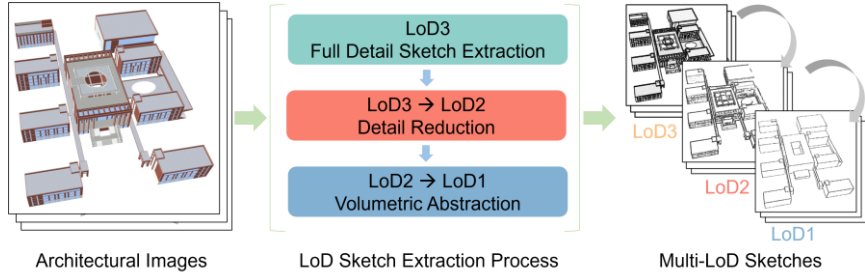 LoD3
Full Detail Sketch Extraction
LoD3 → LoD2
Detail Reduction
LoD2 → LoD1
Volumetric Abstraction
LoD3
LoD2
LoD1
Architectural Images
LoD Sketch Extraction Process
Multi-LoD Sketches